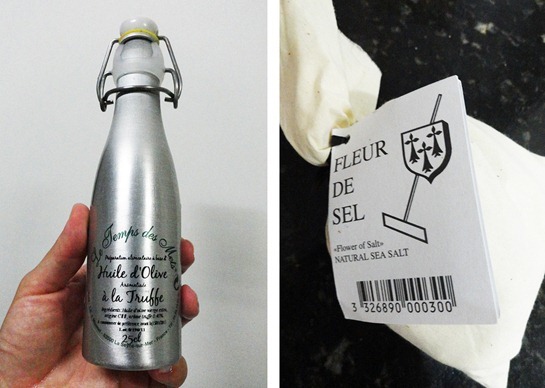 Temps des Mets
Préparation alimentaire à base d'
Huile d'Olive
Aromatisée
à la Truffe
25cl
FLEUR
DE
SEL
«Flower of Salt»
NATURAL SEA SALT
3 326890 000300